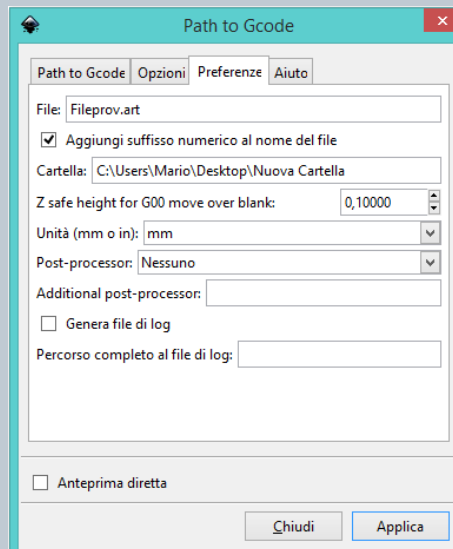 Path to Gcode
Path to Gcode Opzioni Preferenze Aiuto
File: Fileprov.art
Aggiungi suffisso numerico al nome del file
Cartella: C:\Users\Mario\Desktop\Nuova Cartella
Z safe height for G00 move over blank: 0,10000
Unità (mm o in): mm
Post-processor: Nessuno
Additional post-processor:
Genera file di log
Percorso completo al file di log:
Anteprima diretta
Chiudi Applica